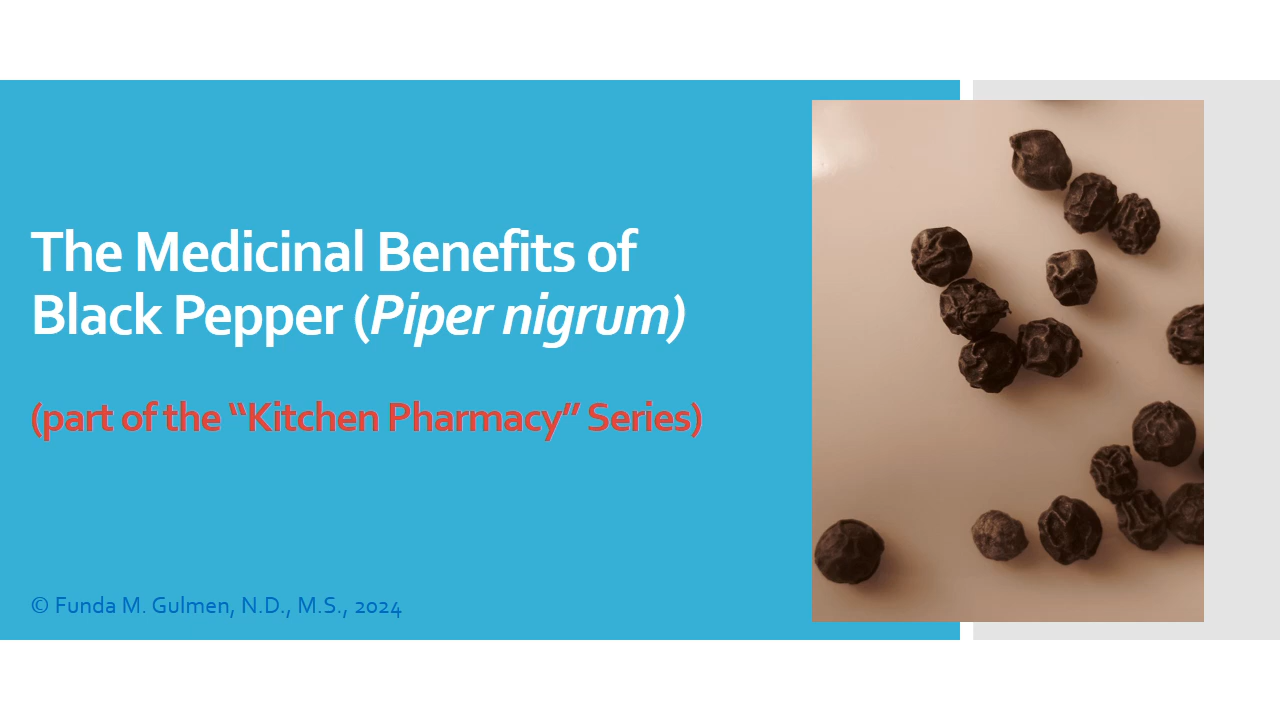 The Medicinal Benefits of
Black Pepper (Piper nigrum)
(part of the “Kitchen Pharmacy” Series)
© Funda M. Gulmen, N.D., M.S., 2024